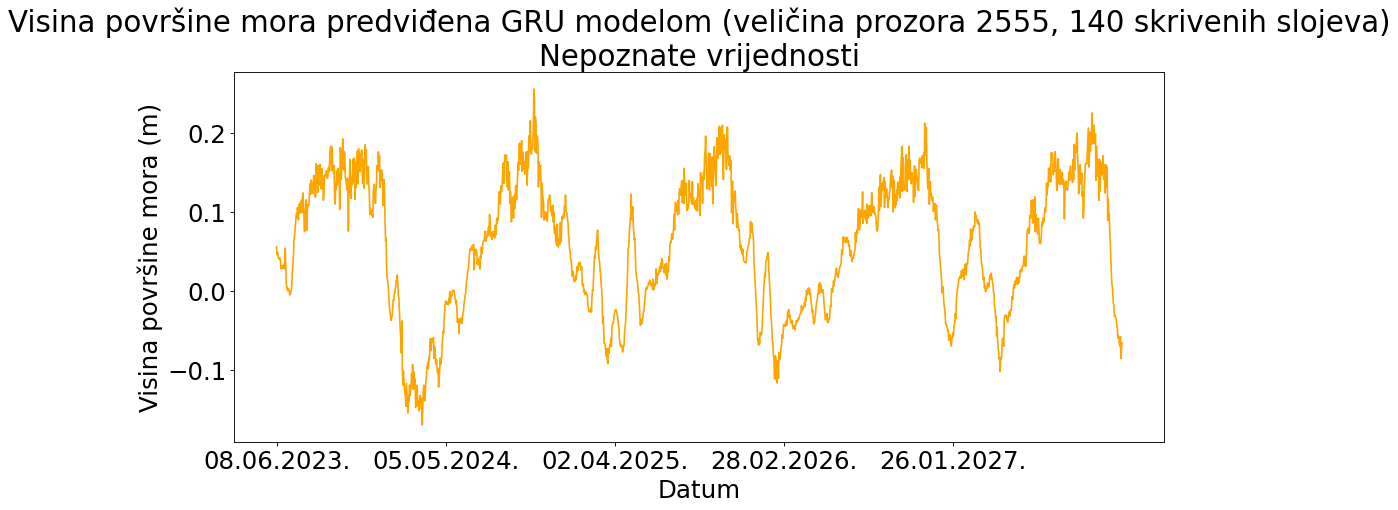 Visina površine mora predviđena GRU modelom (veličina prozora 2555, 140 skrivenih slojeva)
Nepoznate vrijednosti
Visina površine mora (m)
0.2
0.1
0.0
−0.1
08.06.2023. 05.05.2024. 02.04.2025. 28.02.2026. 26.01.2027.
Datum